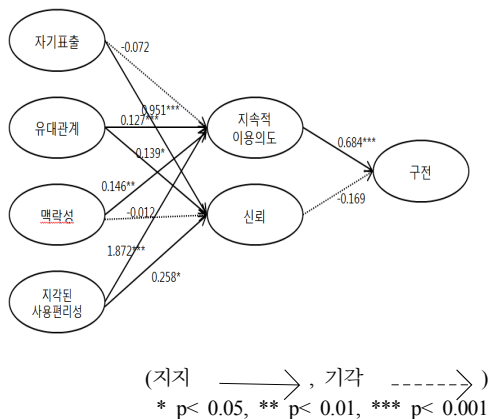 자기표출
-0.072
0.951***
유대관계
0.127***
지속적
이용의도
0.684***
0.139*
구전
0.146**
맥락성
-0.012
신뢰
-0.169
1.872***
0.258*
지각된
사용편리성
(지지 , 기각 )
* p< 0.05, ** p< 0.01, *** p< 0.001